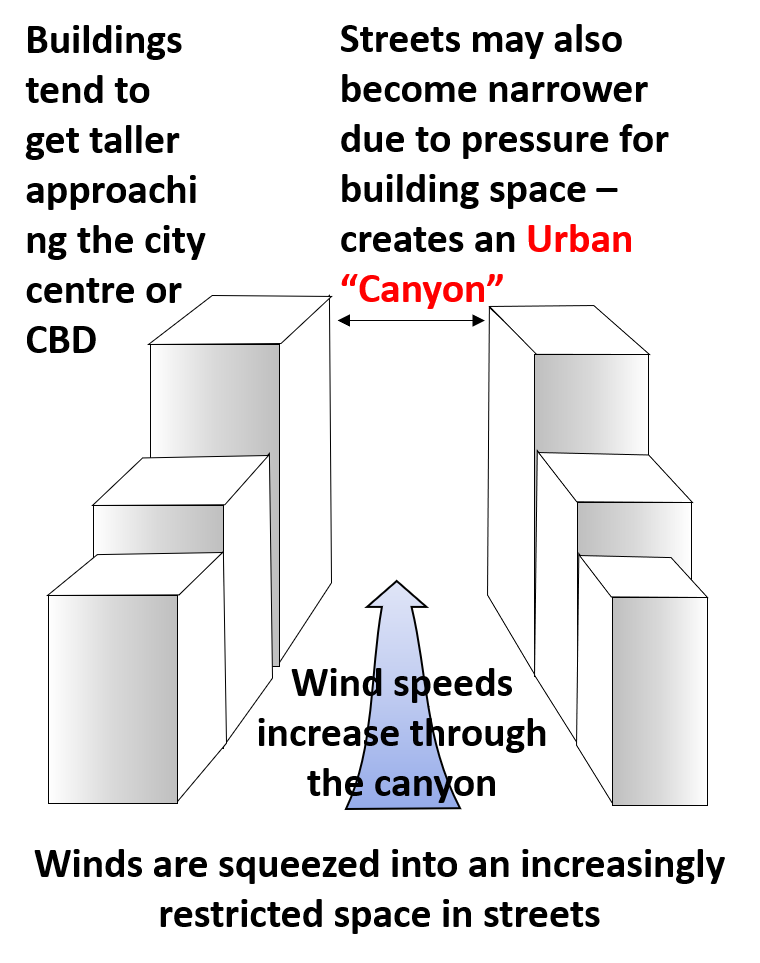 Buildings
tend to
get taller
approachi
ng the city
centre or
CBD
Streets may also
become narrower
due to pressure for
building space –
creates an Urban
“Canyon”
Wind speeds
increase through
the canyon
Winds are squeezed into an increasingly
restricted space in streets